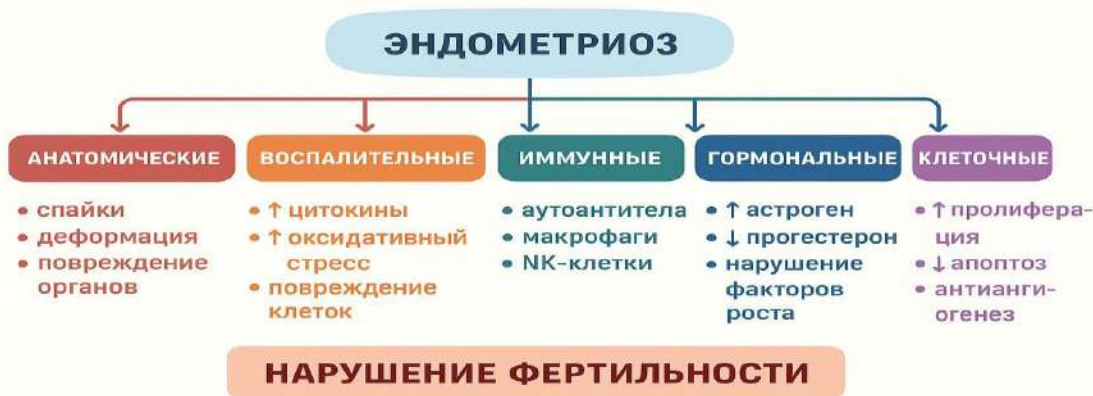 ЭНДОМЕТРИОЗ
АНАТОМИЧЕСКИЕ
• спайки
• деформация
• повреждение
органов
ВОСПАЛИТЕЛЬНЫЕ
• ↑ цитокины
• ↑ оксидативный
стресс
• повреждение
клеток
ИММУННЫЕ
• аутоантитела
• макрофаги
• NK-клетки
ГОРМОНАЛЬНЫЕ
• ↑ астроген
• ↓ прогестерон
• нарушение
факторов
роста
КЛЕТОЧНЫЕ
• ↑ пролифера-
ция
• ↓ апоптоз
• антианги-
огенез
НАРУШЕНИЕ ФЕРТИЛЬНОСТИ